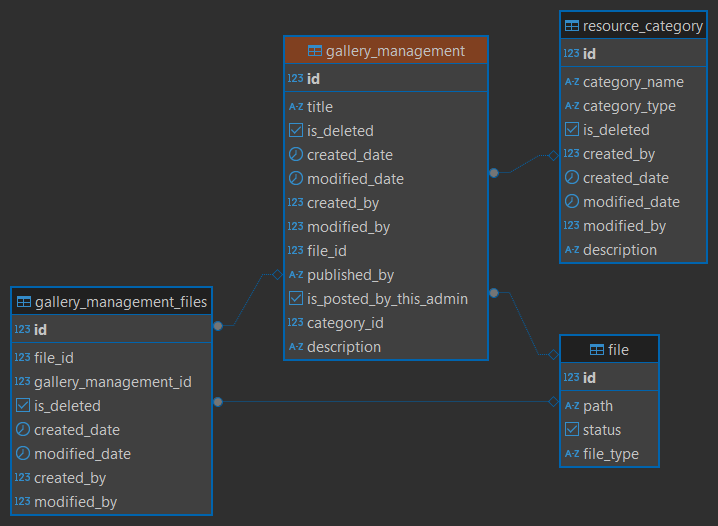 gallery_management
123 id
A-Z title
is_deleted
created_date
modified_date
123 created_by
123 modified_by
123 file_id
A-Z published_by
is_posted_by_this_admin
123 category_id
A-Z description
resource_category
123 id
A-Z category_name
A-Z category_type
is_deleted
123 created_by
created_date
modified_date
123 modified_by
A-Z description
gallery_management_files
123 id
123 file_id
123 gallery_management_id
is_deleted
created_date
modified_date
123 created_by
123 modified_by
file
123 id
A-Z path
status
A-Z file_type